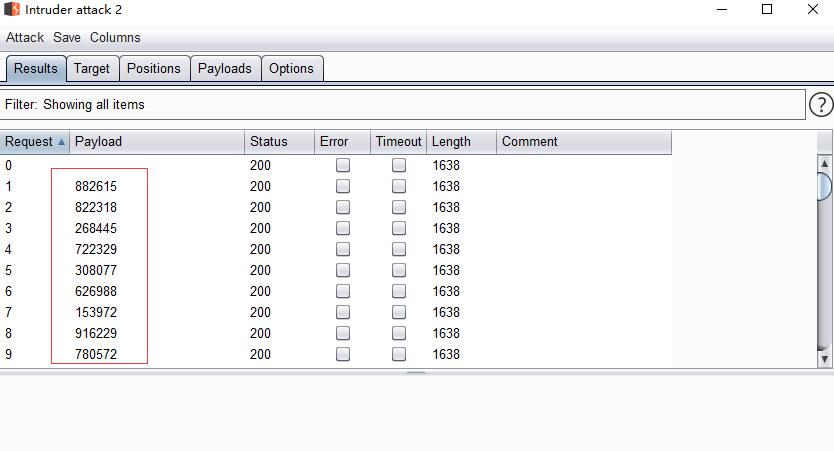 Intruder attack 2
Attack Save Columns
Results Target Positions Payloads Options
Filter: Showing all items ?
Request Payload Status Error Timeout Length Comment
0 200 1638
1 882615 200 1638
2 822318 200 1638
3 268445 200 1638
4 722329 200 1638
5 308077 200 1638
6 626988 200 1638
7 153972 200 1638
8 916229 200 1638
9 780572 200 1638